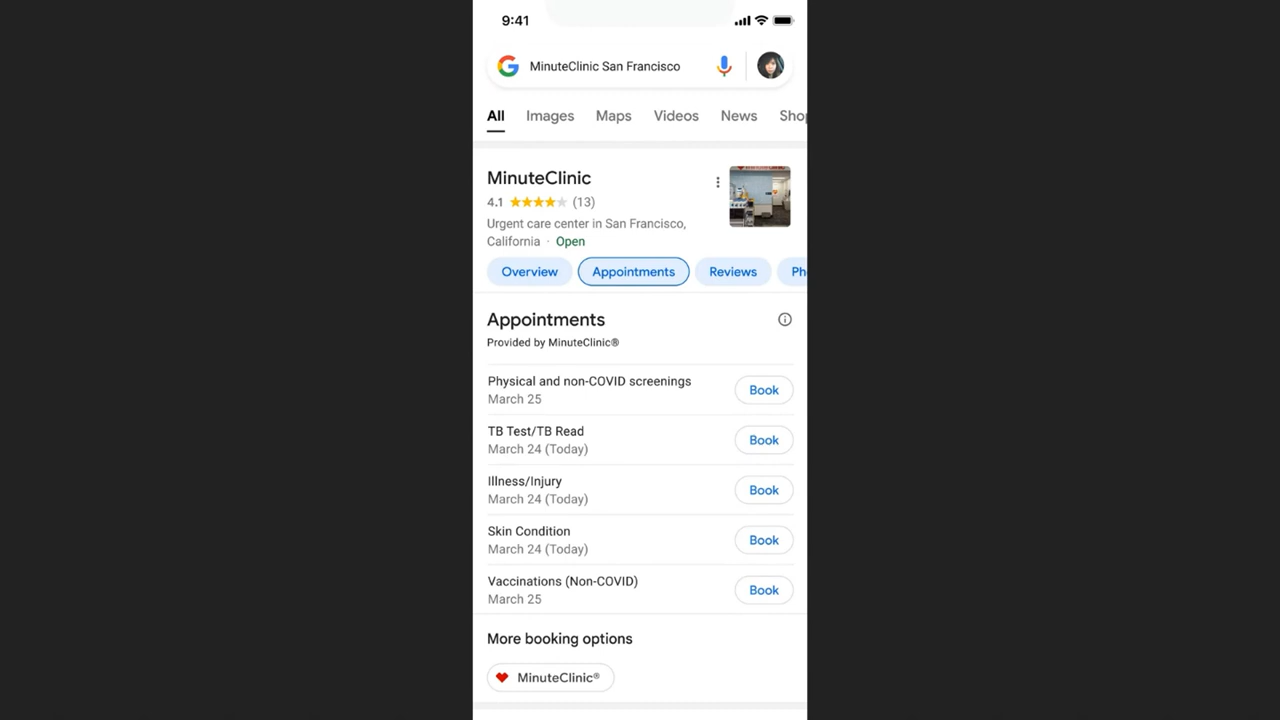 9:41
MinuteClinic San Francisco
All Images Maps Videos News Shop
MinuteClinic
4.1 (13)
Urgent care center in San Francisco,
California · Open
Overview Appointments Reviews Ph
Appointments
Provided by MinuteClinic®
Physical and non-COVID screenings
March 25
Book
TB Test/TB Read
March 24 (Today)
Book
Illness/Injury
March 24 (Today)
Book
Skin Condition
March 24 (Today)
Book
Vaccinations (Non-COVID)
March 25
Book
More booking options
MinuteClinic®